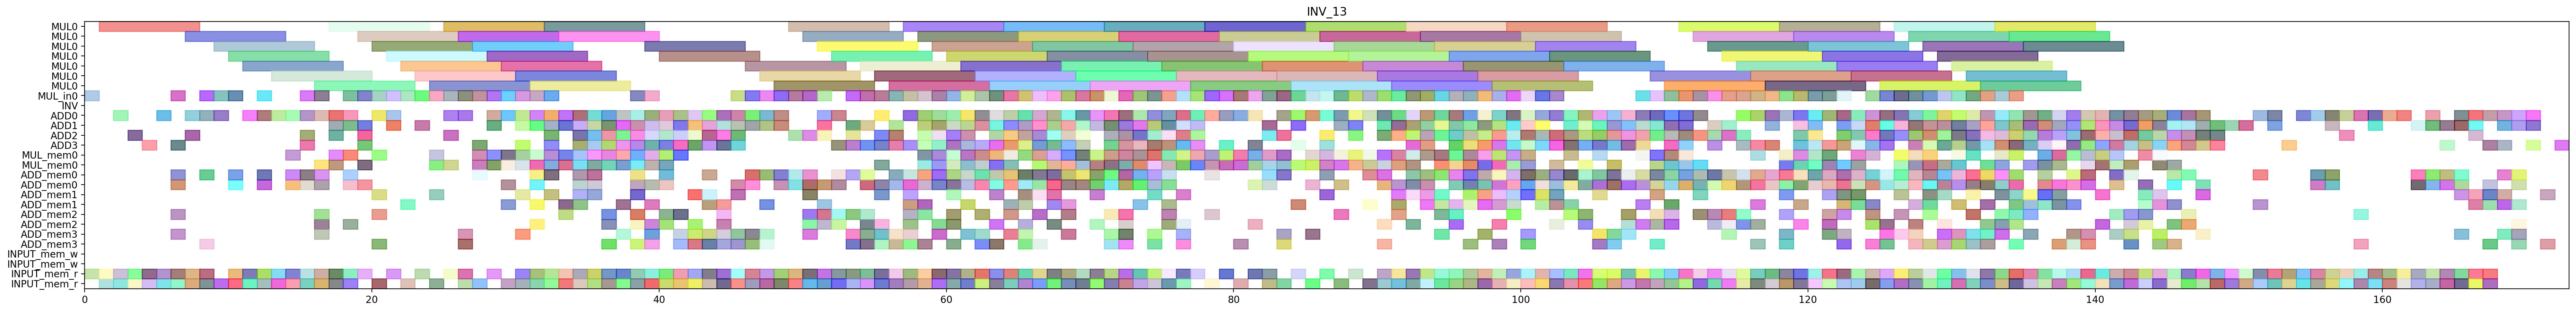 INV_13
MUL0
MUL0
MUL0
MUL0
MUL0
MUL0
MUL0
MUL_in0
INV
ADD0
ADD1
ADD2
ADD3
MUL_mem0
MUL_mem0
ADD_mem0
ADD_mem0
ADD_mem1
ADD_mem1
ADD_mem2
ADD_mem2
ADD_mem3
ADD_mem3
INPUT_mem_w
INPUT_mem_w
INPUT_mem_r
INPUT_mem_r
0 20 40 60 80 100 120 140 160